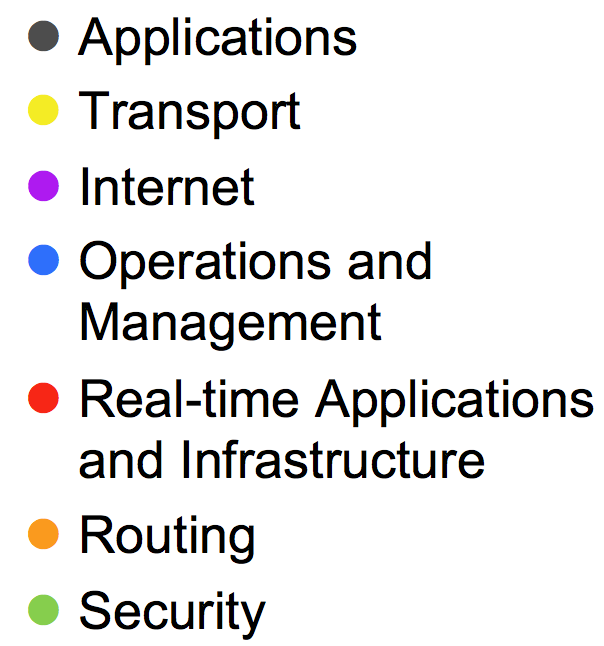 Applications
Transport
Internet
Operations and
Management
Real-time Applications
and Infrastructure
Routing
Security